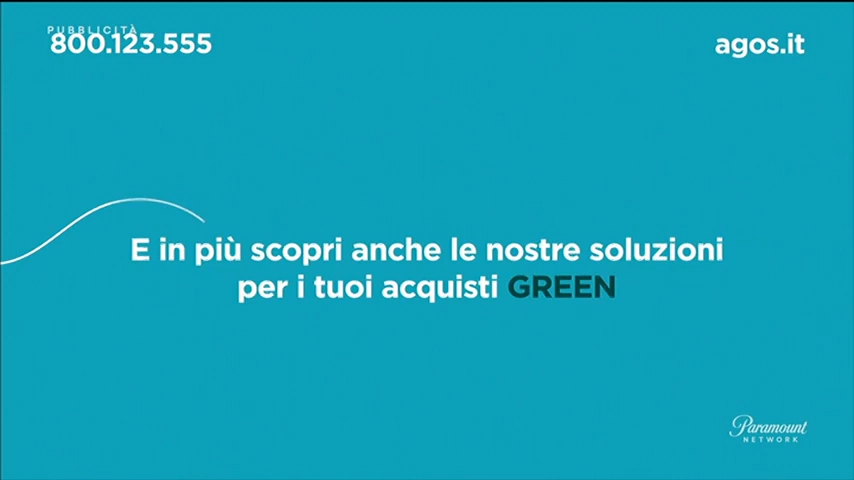 PUBBLICITÀ
800.123.555
agos.it
E in più scopri anche le nostre soluzioni
per i tuoi acquisti GREEN
Paramount
NETWORK